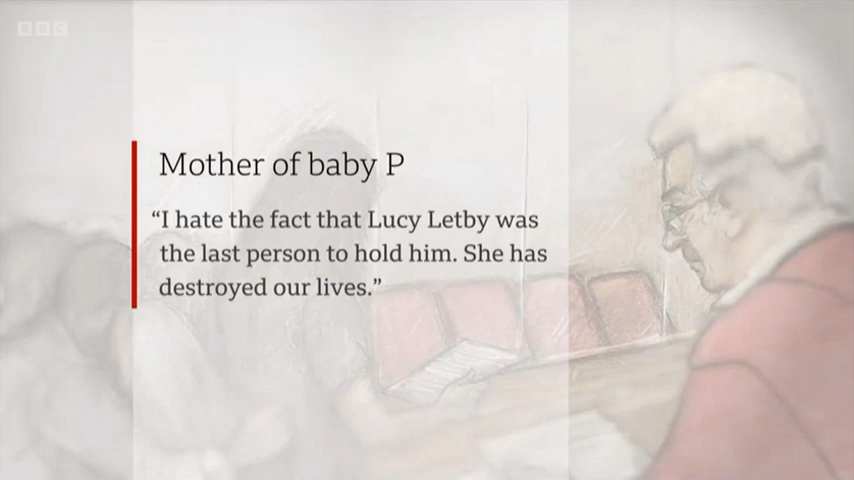 BBC
Mother of baby P
“I hate the fact that Lucy Letby was
the last person to hold him. She has
destroyed our lives.”